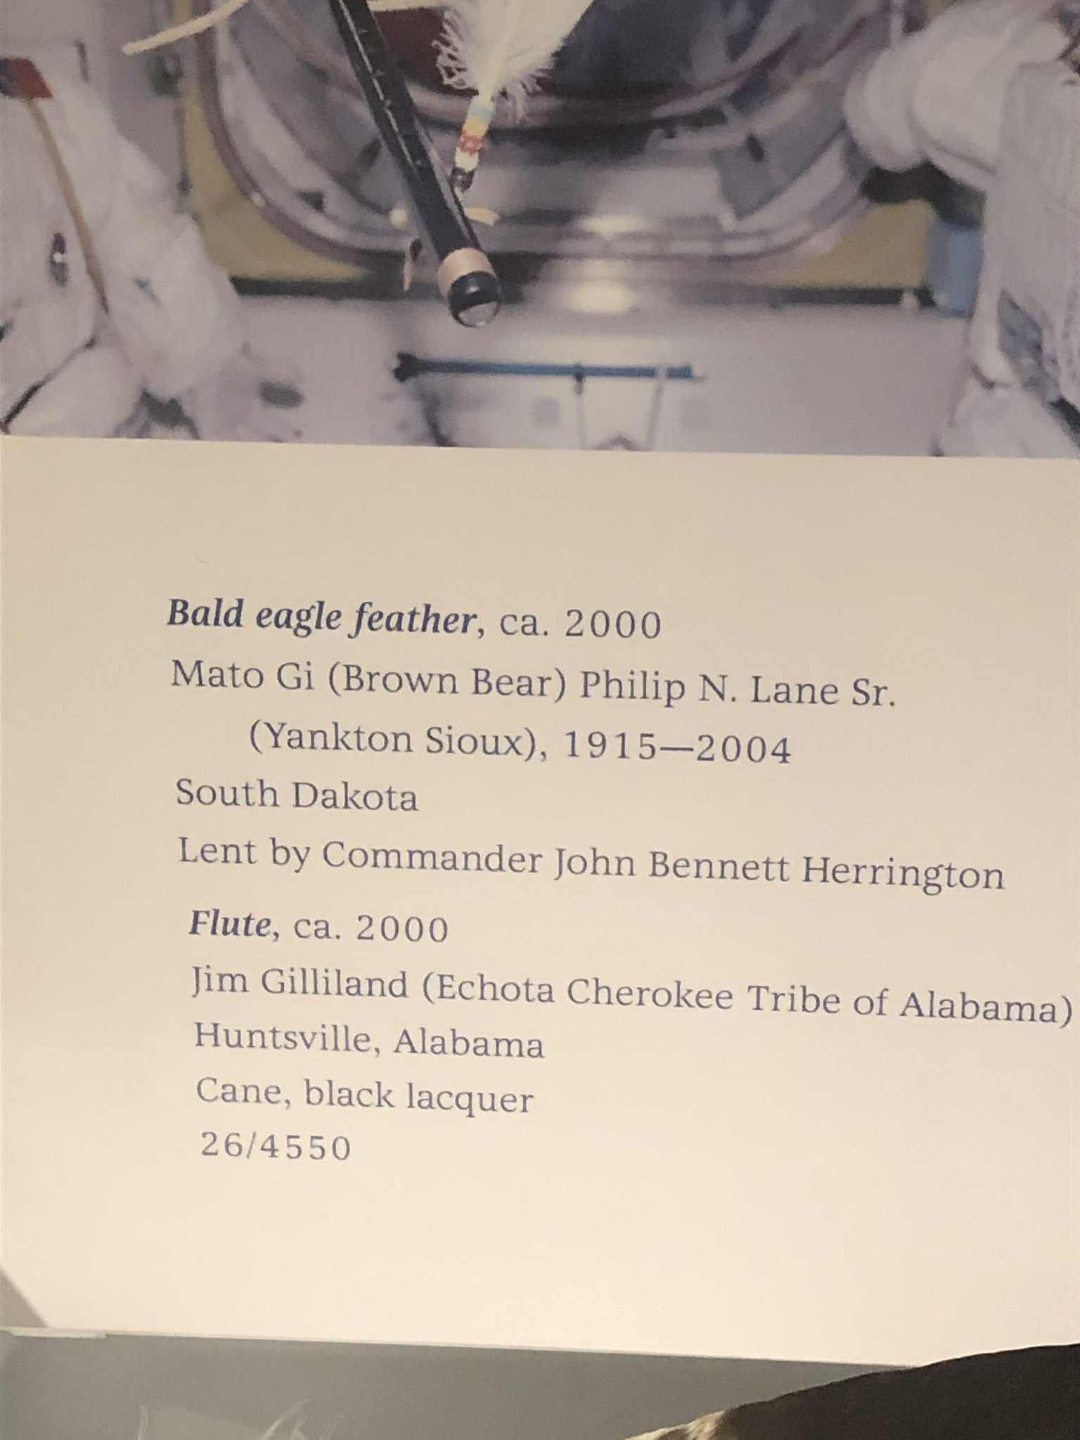 Bald eagle feather, ca. 2000
Mato Gi (Brown Bear) Philip N. Lane Sr.
(Yankton Sioux), 1915—2004
South Dakota
Lent by Commander John Bennett Herrington
Flute, ca. 2000
Jim Gilliland (Echota Cherokee Tribe of Alabama)
Huntsville, Alabama
Cane, black lacquer
26/4550